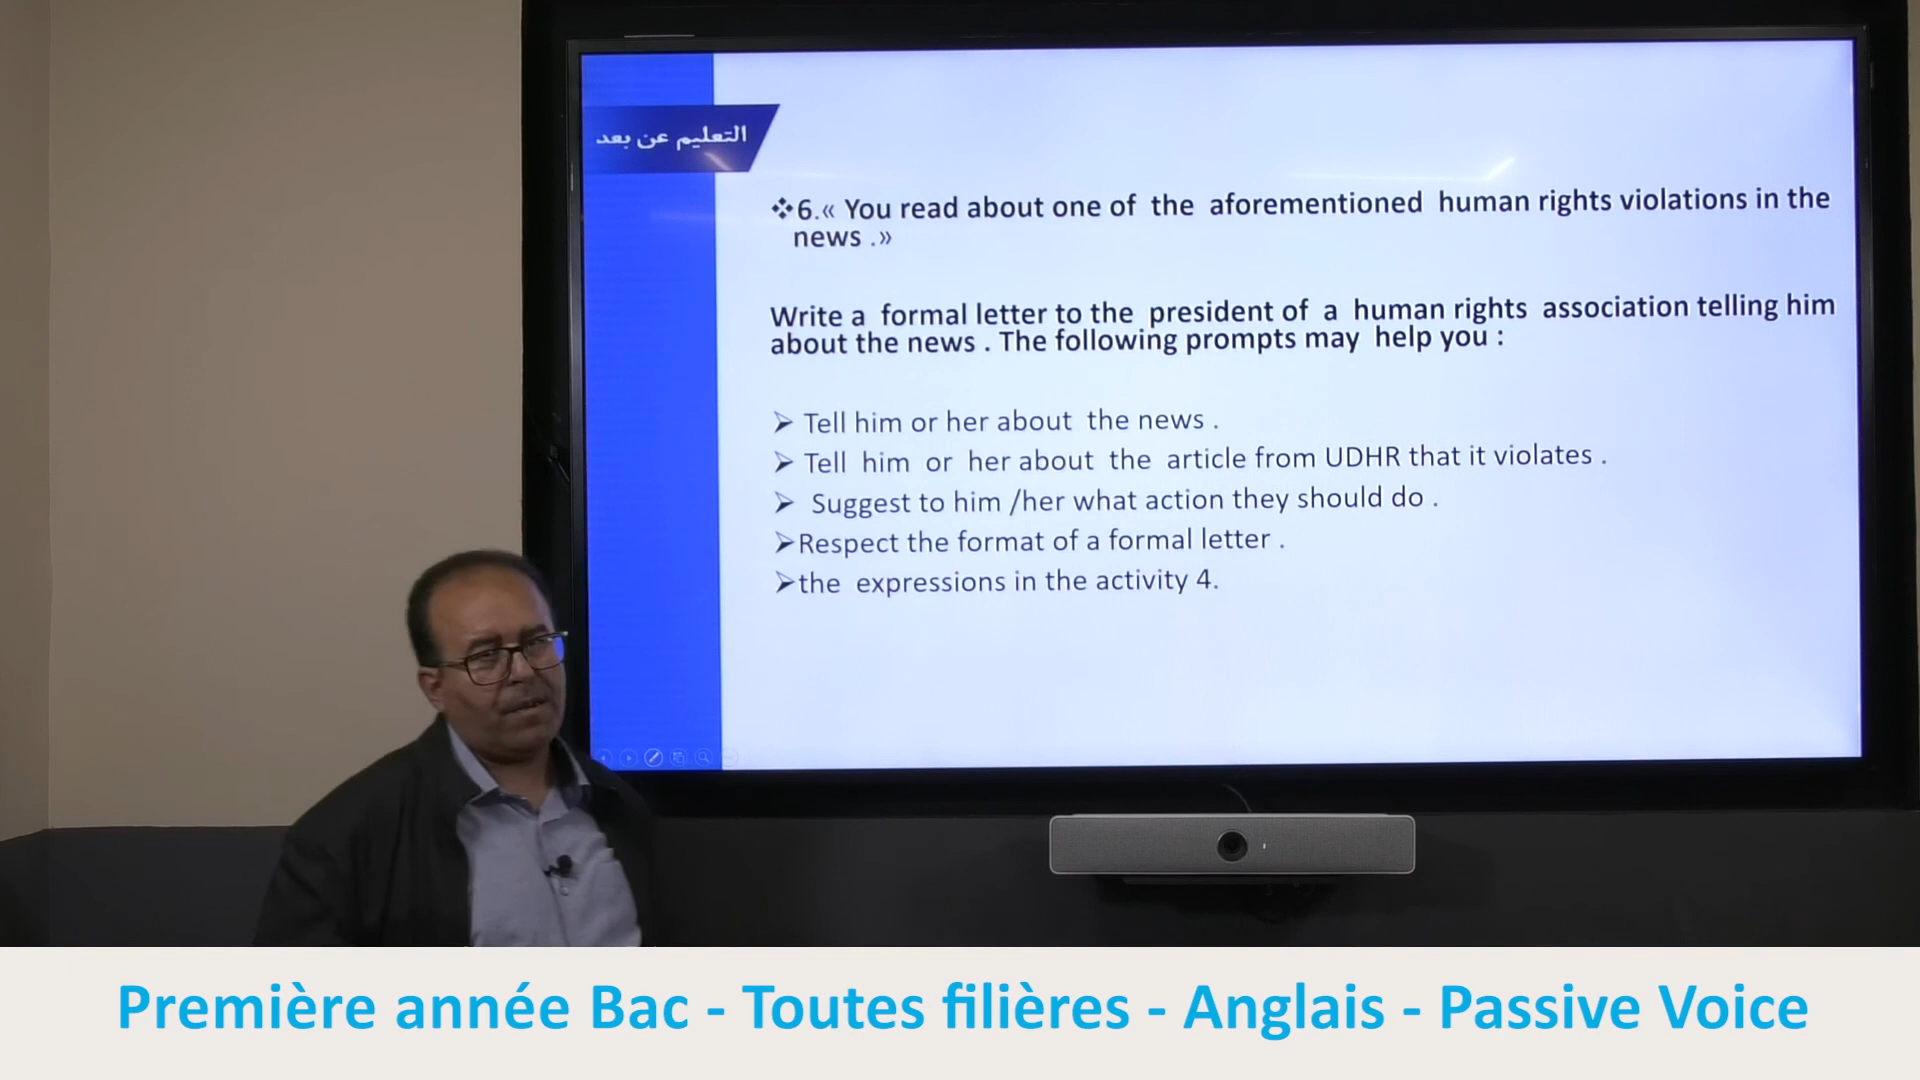 التعليم عن بعد
❖6.« You read about one of the aforementioned human rights violations in the
news .»
Write a formal letter to the president of a human rights association telling him
about the news . The following prompts may help you :
➢ Tell him or her about the news .
➢ Tell him or her about the article from UDHR that it violates .
➢ Suggest to him /her what action they should do .
➢Respect the format of a formal letter .
➢the expressions in the activity 4.
Première année Bac - Toutes filières - Anglais - Passive Voice